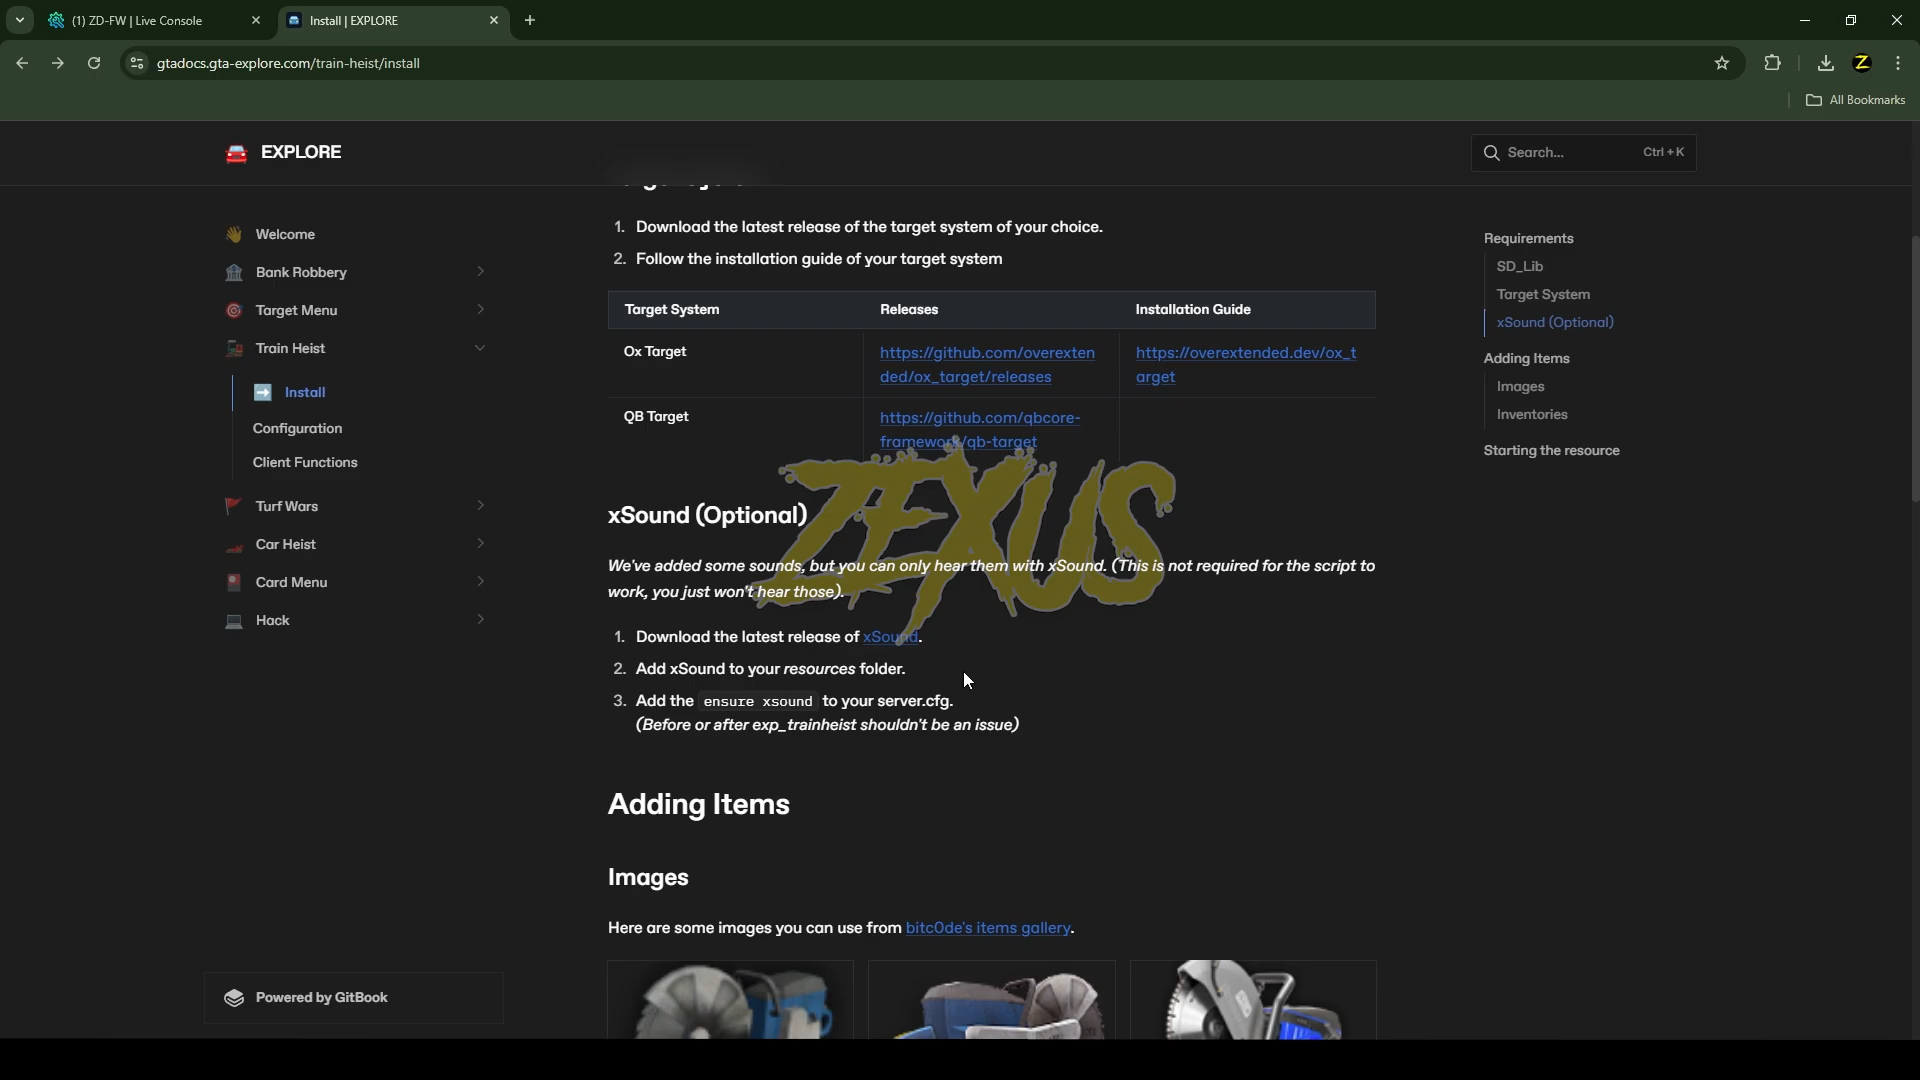 (1) ZD-FW | Live Console
Install | EXPLORE
gtadocs.gta-explore.com/train-heist/install
Z
All Bookmarks
EXPLORE
Search...
Ctrl + K
Welcome
Bank Robbery
Target Menu
Train Heist
Install
Configuration
Client Functions
Turf Wars
Car Heist
Card Menu
Hack
Powered by GitBook
1. Download the latest release of the target system of your choice.
2. Follow the installation guide of your target system
Target System
Releases
Installation Guide
Ox Target
https://github.com/overexten
ded/ox_target/releases
https://overextended.dev/ox_t
arget
QB Target
https://github.com/qbcore-
framework/qb-target
ZEXUS
xSound (Optional)
We've added some sounds, but you can only hear them with xSound. (This is not required for the script to
work, you just won't hear those).
1. Download the latest release of xSound.
2. Add xSound to your resources folder.
3. Add the ensure xsound to your server.cfg.
(Before or after exp_trainheist shouldn't be an issue)
Adding Items
Images
Here are some images you can use from bitc0de's items gallery.
Requirements
SD_Lib
Target System
xSound (Optional)
Adding Items
Images
Inventories
Starting the resource